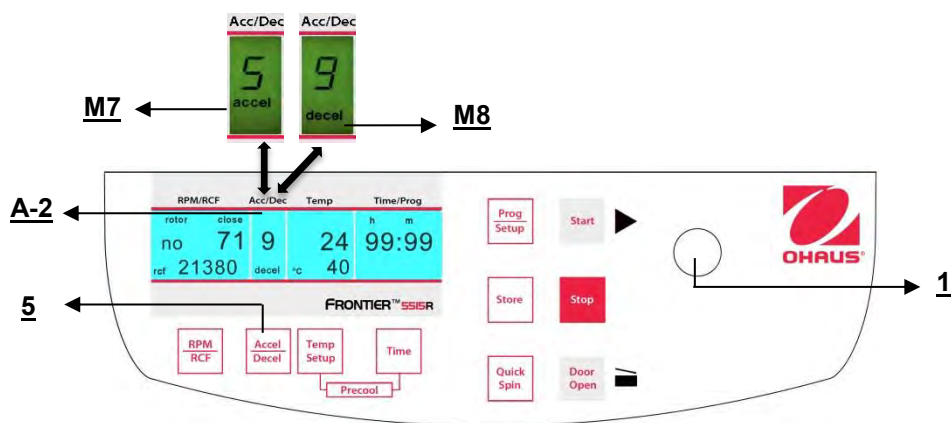 Acc/Dec Acc/Dec
5 9
accel decel
M7 M8
A-2
RPM/RCF Acc/Dec Temp Time/Prog
rotor close h m
no 71 9 24 99:99
rcf 21380 decel °C 40
FRONTIER™ 5515R
5
RPM
RCF
Accel
Decel
Temp
Setup
Time
Precool
Prog
Setup
Start
Store
Stop
Quick
Spin
Door
Open
OHAUS®
1